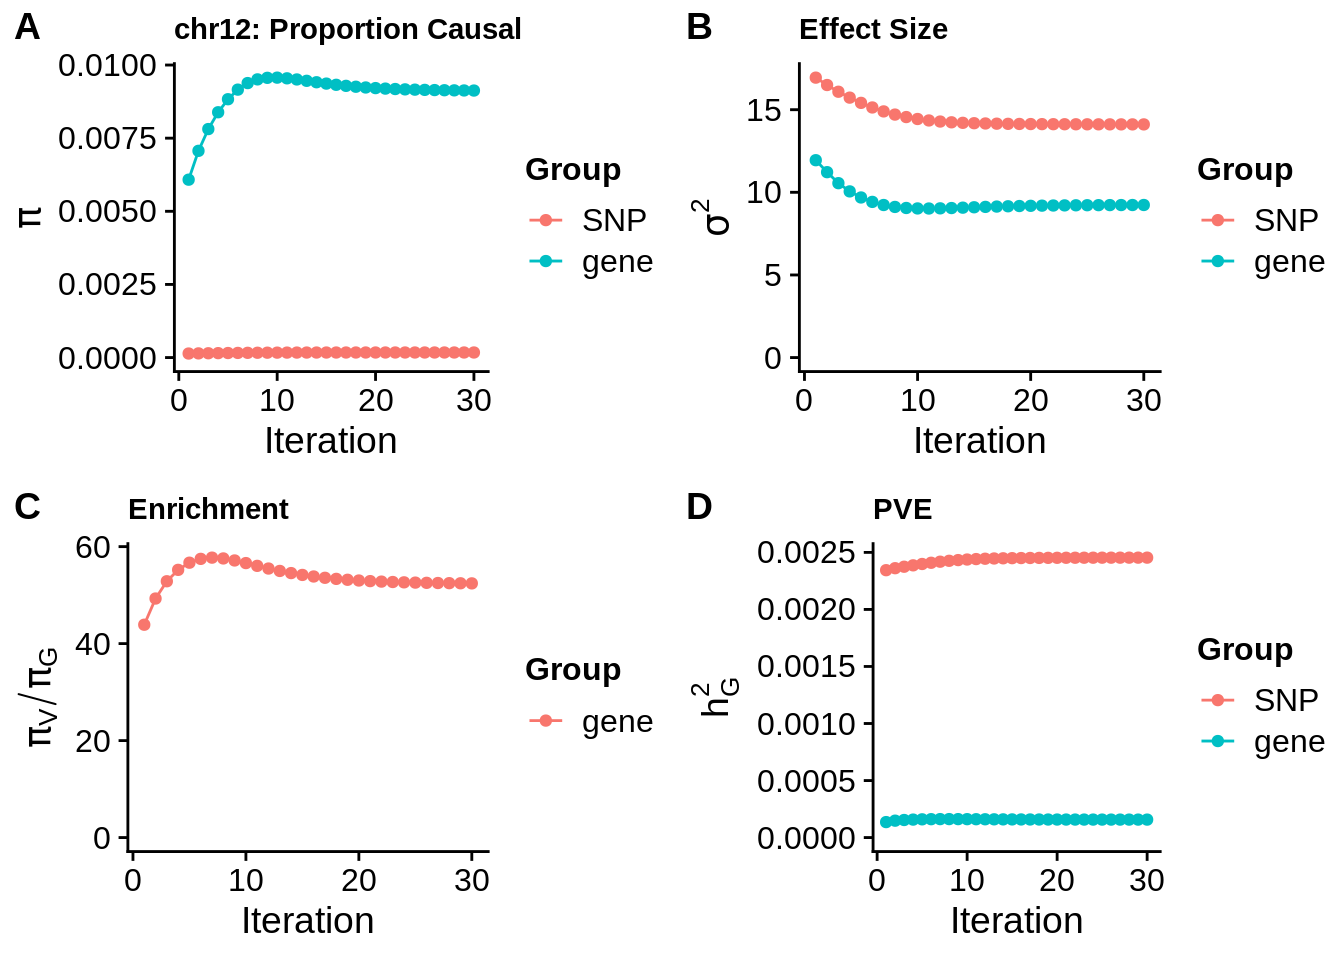 A
chr12: Proportion Causal
0.0100
0.0075
0.0050
0.0025
0.0000
π
0
10
20
30
Iteration
Group
SNP
gene
B
Effect Size
15
10
5
0
σ²
0
10
20
30
Iteration
Group
SNP
gene
C
Enrichment
60
40
20
0
π_V/π_G
0
10
20
30
Iteration
Group
gene
D
PVE
0.0025
0.0020
0.0015
0.0010
0.0005
0.0000
h²_G
0
10
20
30
Iteration
Group
SNP
gene